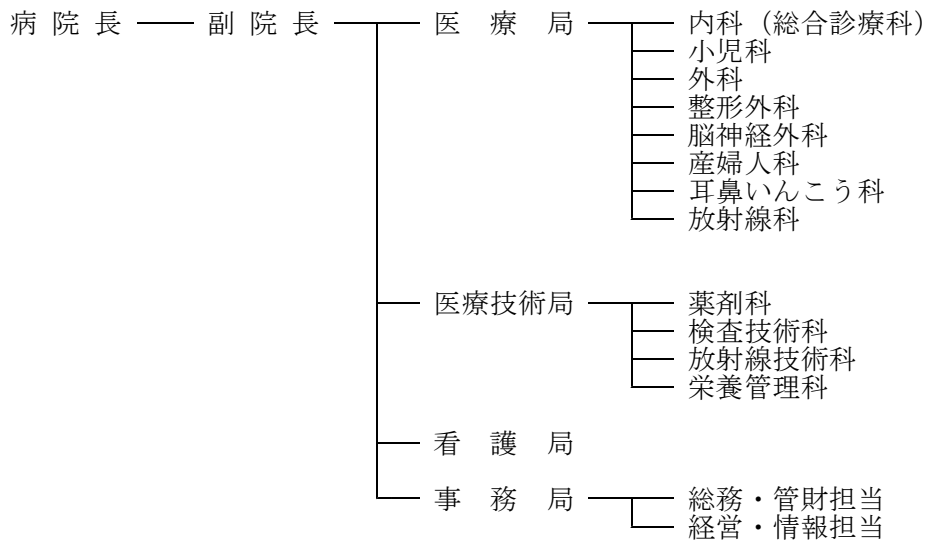 病院長 副院長 医療局 内科（総合診療科）
小児科
外科
整形外科
脳神経外科
産婦人科
耳鼻いんこう科
放射線科
医療技術局 薬剤科
検査技術科
放射線技術科
栄養管理科
看護局
事務局 総務・管財担当
経営・情報担当